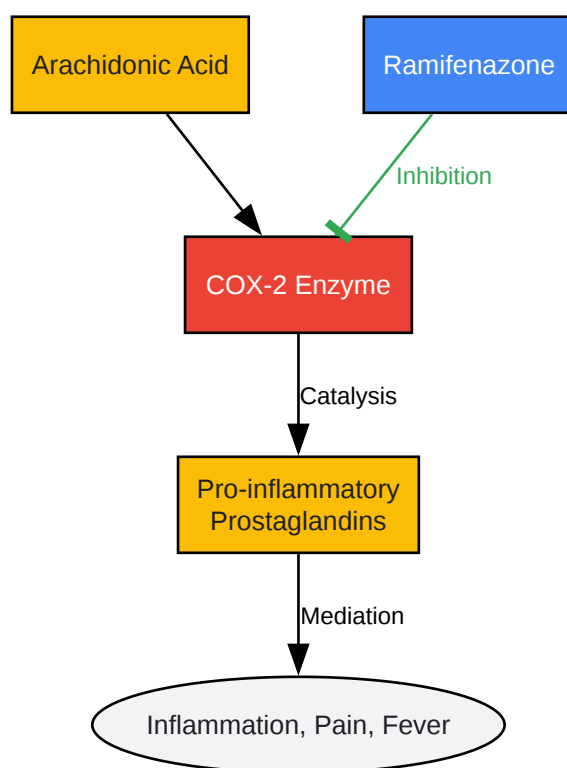 Arachidonic Acid
Ramifenazone
Inhibition
COX-2 Enzyme
Catalysis
Pro-inflammatory
Prostaglandins
Mediation
Inflammation, Pain, Fever